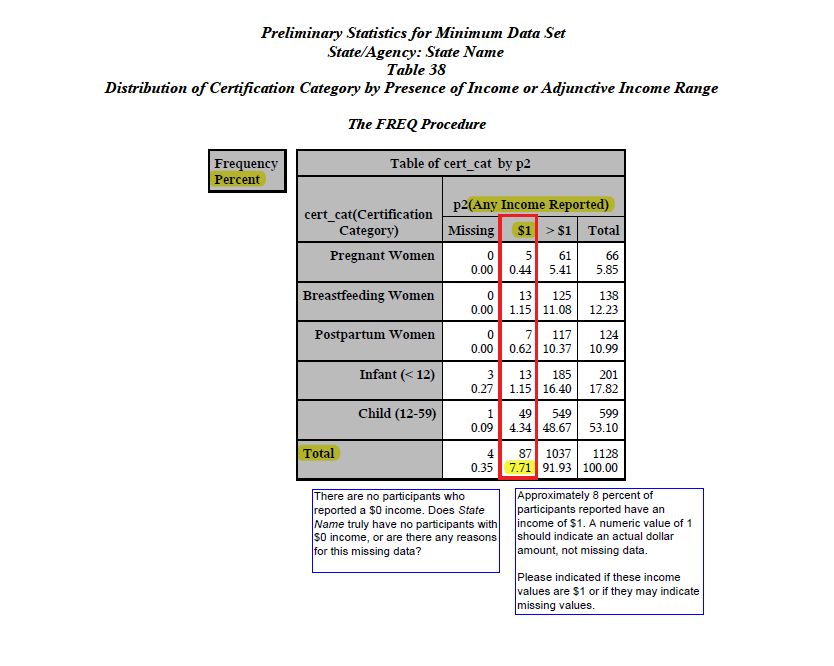 Preliminary Statistics for Minimum Data Set
State/Agency: State Name
Table 38
Distribution of Certification Category by Presence of Income or Adjunctive Income Range
The FREQ Procedure
Frequency
Percent
Table of cert_cat by p2
cert_cat(Certification
Category)
p2(Any Income Reported)
Missing $1 > $1 Total
Pregnant Women 0 5 61 66
0.00 0.44 5.41 5.85
Breastfeeding Women 0 13 125 138
0.00 1.15 11.08 12.23
Postpartum Women 0 7 117 124
0.00 0.62 10.37 10.99
Infant (< 12) 3 13 185 201
0.27 1.15 16.40 17.82
Child (12-59) 1 49 549 599
0.09 4.34 48.67 53.10
Total 4 87 1037 1128
0.35 7.71 91.93 100.00
There are no participants who
reported a $0 income. Does State
Name truly have no participants with
$0 income, or are there any reasons
for this missing data?
Approximately 8 percent of
participants reported have an
income of $1. A numeric value of 1
should indicate an actual dollar
amount, not missing data.
Please indicated if these income
values are $1 or if they may indicate
missing values.